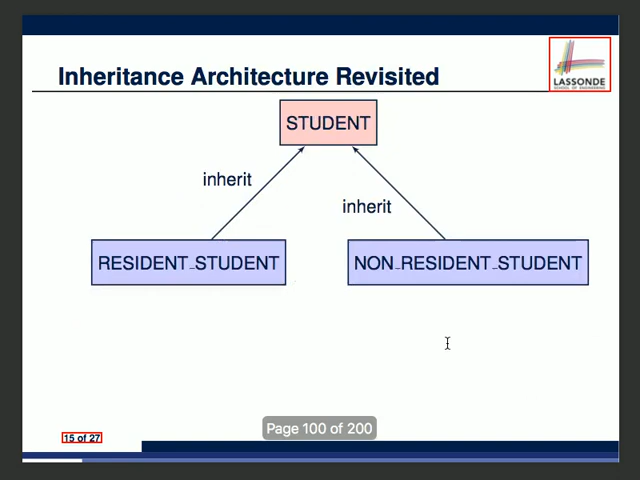 Inheritance Architecture Revisited
LASSONDE
SCHOOL OF ENGINEERING
STUDENT
inherit
inherit
RESIDENT_STUDENT
NON_RESIDENT_STUDENT
Page 100 of 200
15 of 27